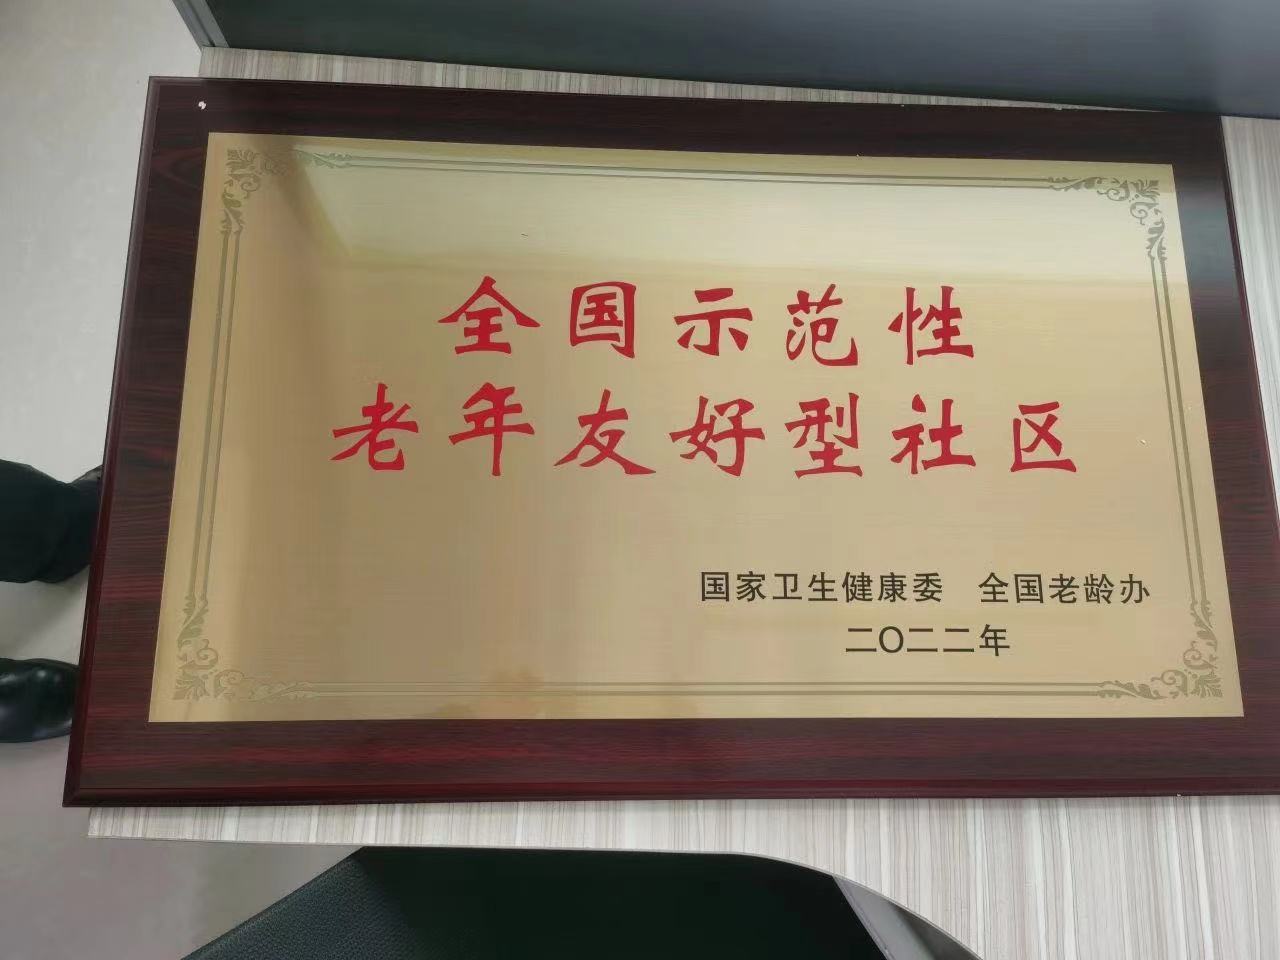 全国示范性
老年友好型社区
国家卫生健康委 全国老龄办
二〇二二年